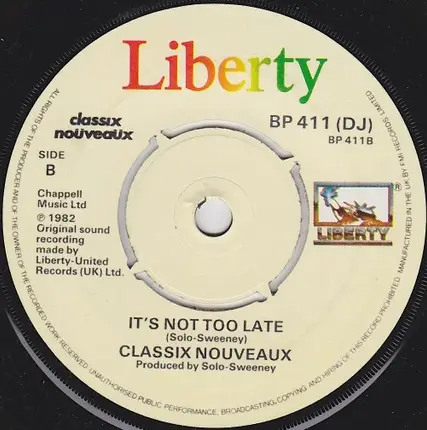 Liberty
classix
nouveaux
BP 411 (DJ)
BP 411B
SIDE
B
Chappell
Music Ltd
℗ 1982
Original sound
recording
made by
Liberty-United
Records (UK) Ltd.
LIBERTY ®
IT'S NOT TOO LATE
(Solo-Sweeney)
CLASSIX NOUVEAUX
Produced by Solo-Sweeney
ALL RIGHTS OF THE PRODUCER AND OF THE OWNER OF THE RECORDED WORK RESERVED. UNAUTHORISED PUBLIC PERFORMANCE, BROADCASTING, COPYING AND HIRING OF THIS RECORD PROHIBITED. MANUFACTURED IN THE UK BY EMI RECORDS LIMITED